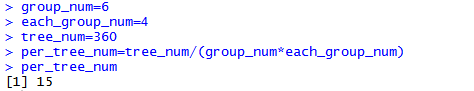 > group_num=6
> each_group_num=4
> tree_num=360
> per_tree_num=tree_num/(group_num*each_group_num)
> per_tree_num
[1] 15